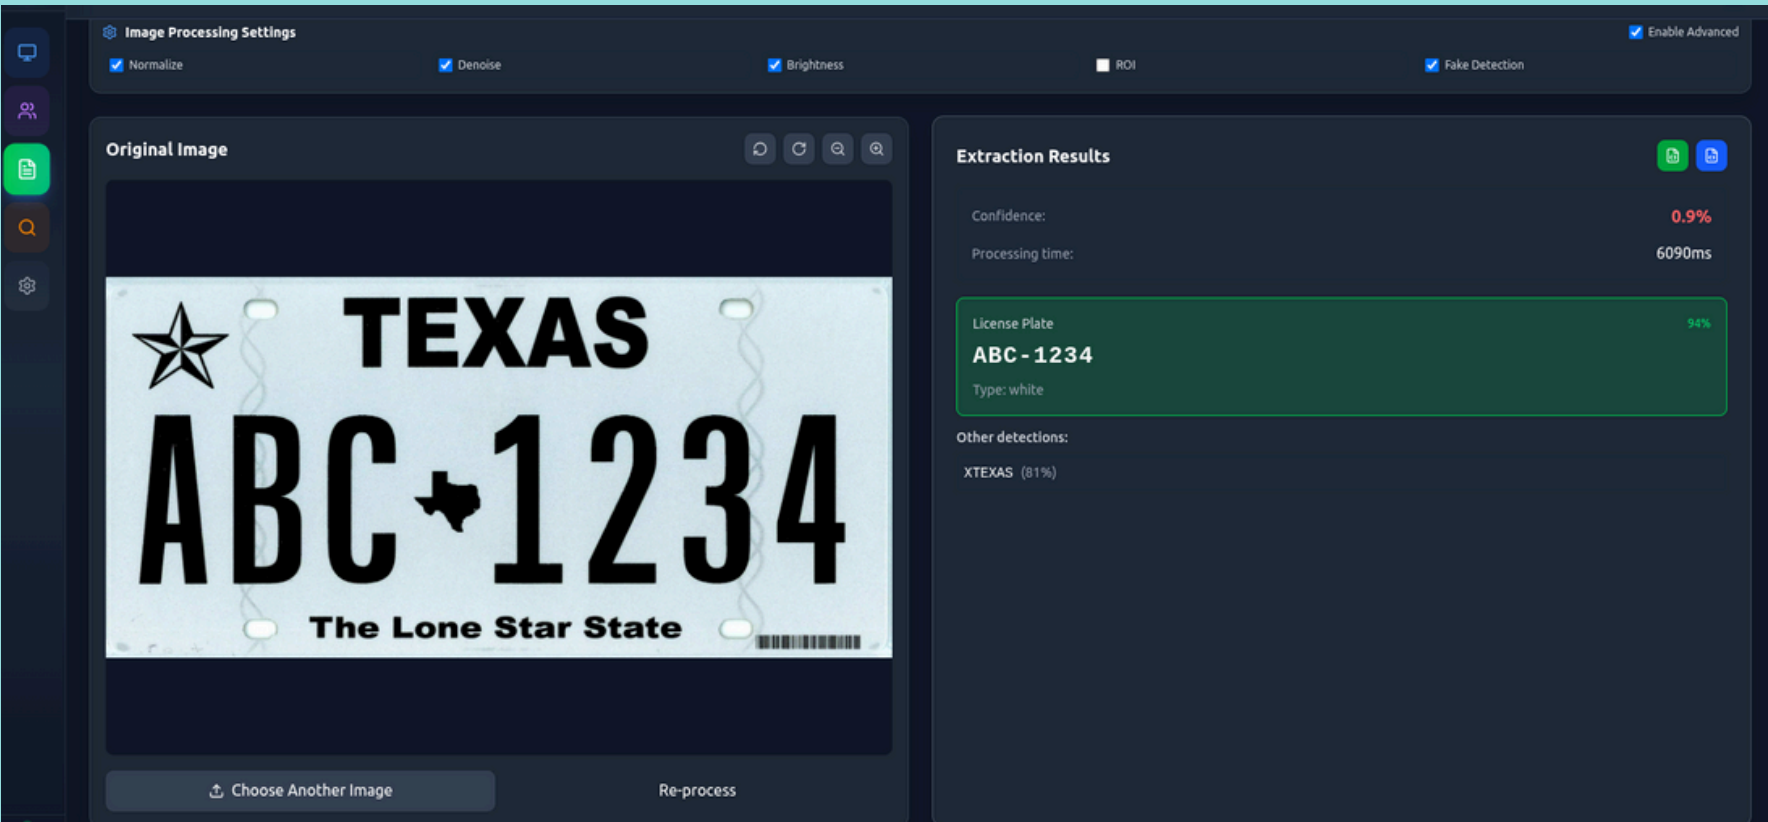 Image Processing Settings
Enable Advanced
Normalize
Denoise
Brightness
ROI
Fake Detection
Original Image
TEXAS
ABC 1234
The Lone Star State
Choose Another Image
Re-process
Extraction Results
Confidence:
0.9%
Processing time:
6090ms
License Plate
94%
ABC-1234
Type: white
Other detections:
XTEXAS (81%)